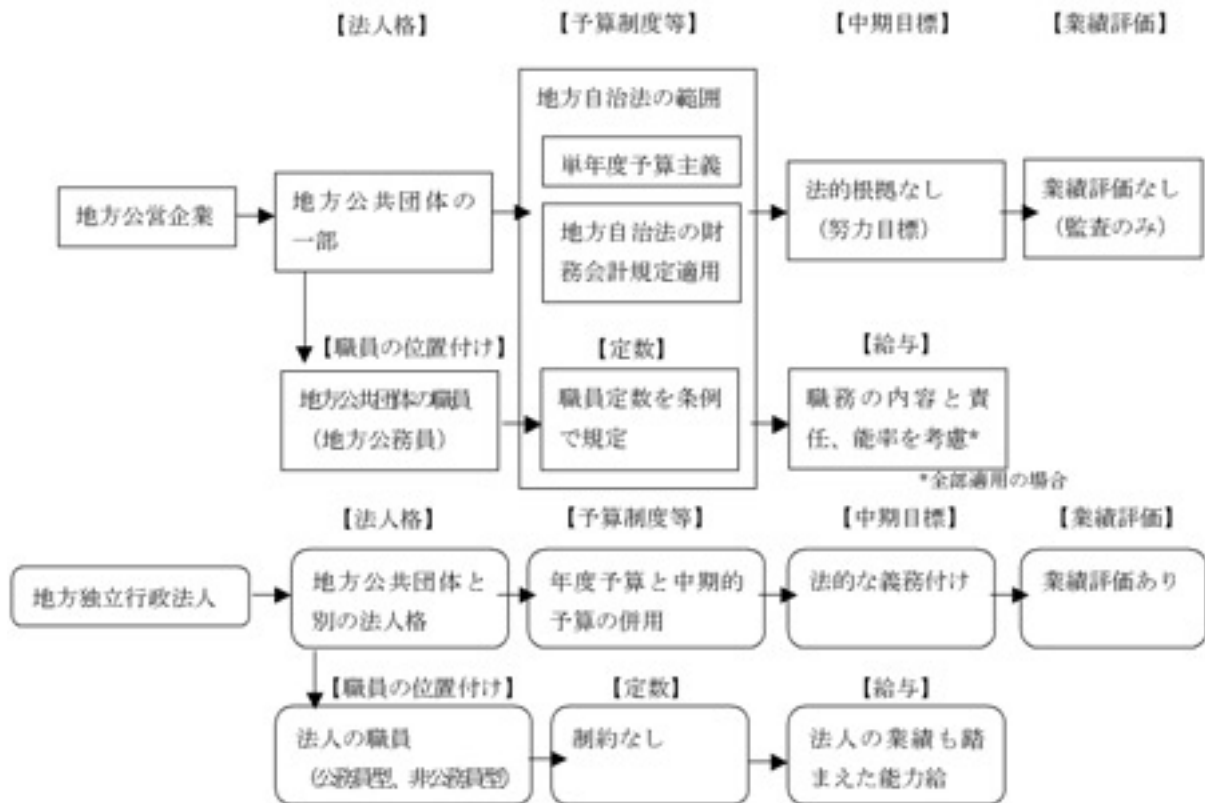 【法人格】 【予算制度等】 【中期目標】 【業績評価】
地方自治法の範囲
単年度予算主義
地方公営企業
地方公共団体の
一部
地方自治法の財
務会計規定適用
法的根拠なし
（努力目標）
業績評価なし
（監査のみ）
【職員の位置付け】 【定数】 【給与】
地方公共団体の職員
（地方公務員）
職員定数を条例
で規定
職務の内容と責
任、能率を考慮*
*全部適用の場合
【法人格】 【予算制度等】 【中期目標】 【業績評価】
地方独立行政法人
地方公共団体と
別の法人格
年度予算と中期的
予算の併用
法的な義務付け
業績評価あり
【職員の位置付け】 【定数】 【給与】
法人の職員
（公務員型、非公務員型）
制約なし
法人の業績も踏
まえた能力給